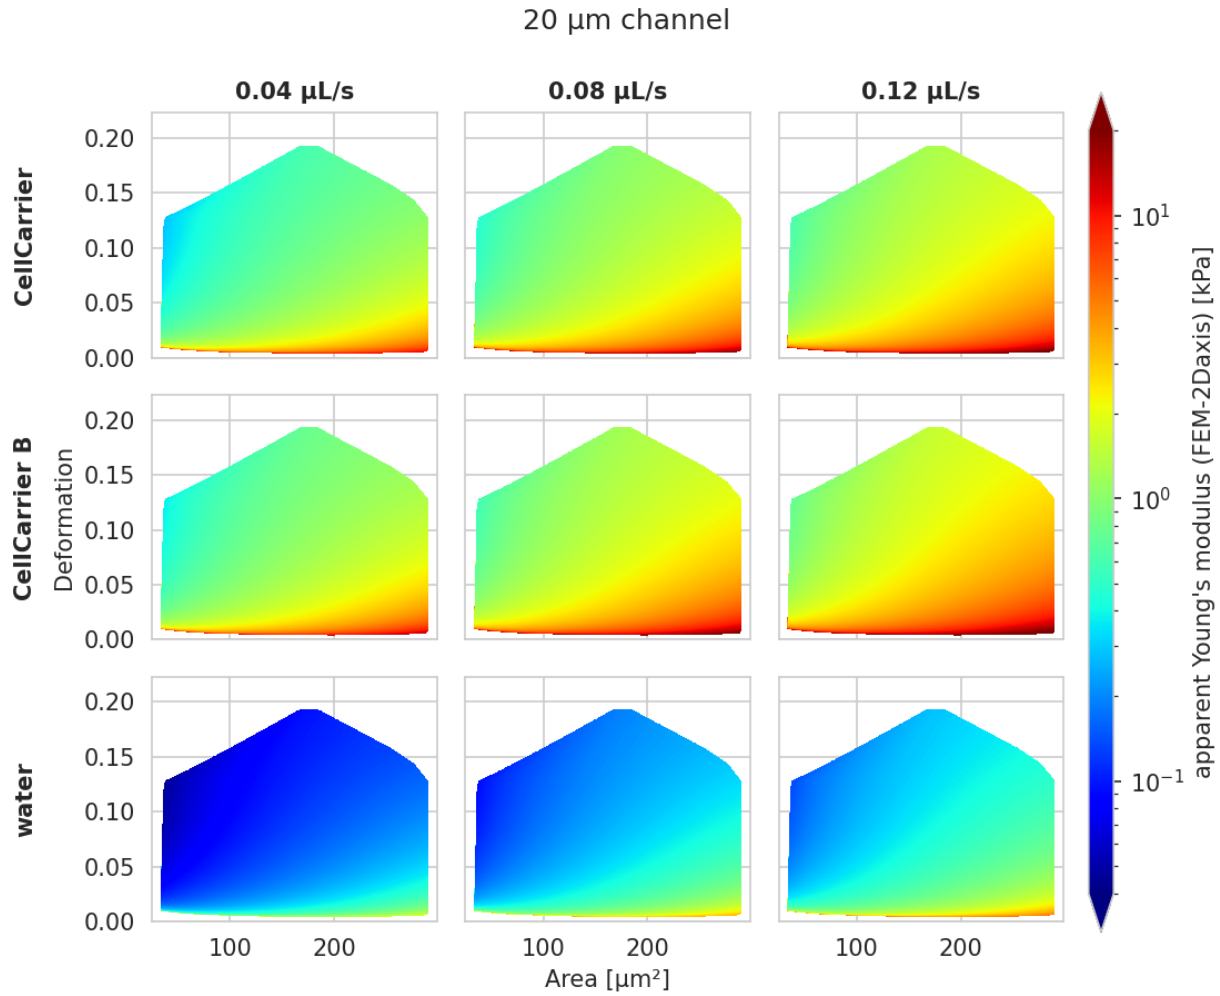 20 µm channel
0.04 µL/s
0.08 µL/s
0.12 µL/s
CellCarrier
0.20
0.15
0.10
0.05
0.00
CellCarrier B
Deformation
0.20
0.15
0.10
0.05
0.00
water
0.20
0.15
0.10
0.05
0.00
100 200
100 200
100 200
Area [µm²]
10¹
10⁰
10⁻¹
apparent Young's modulus (FEM-2Daxis) [kPa]